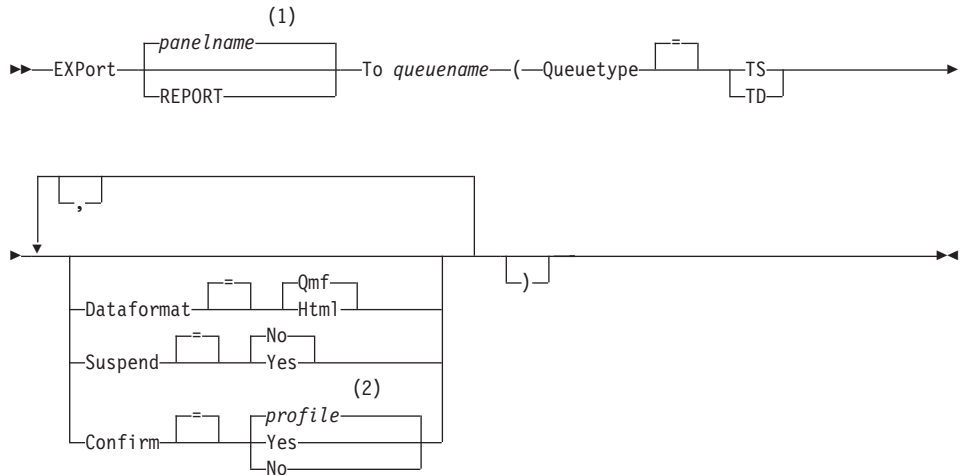 (1)
panelname
EXPort
REPORT
To queuename ( Queuetype = TS
TD
,
)
Dataformat = Qmf
Html
Suspend = No
Yes
(2)
Confirm = profile
Yes
No